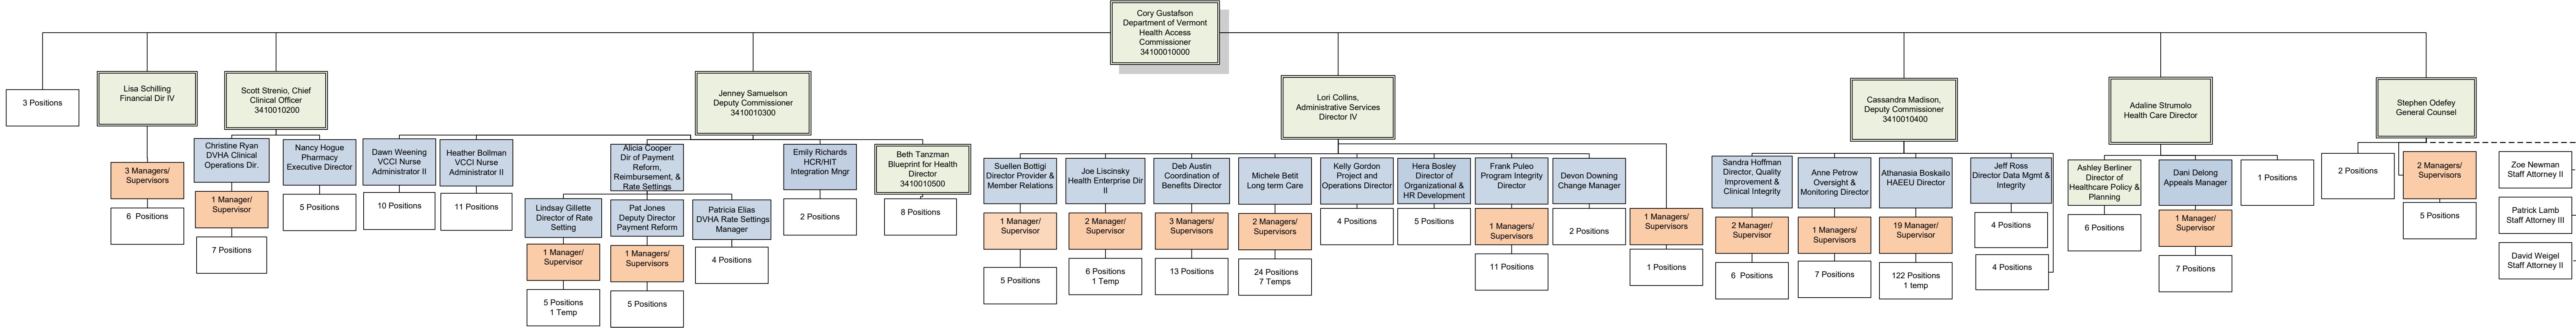 Cory Gustafson
Department of Vermont
Health Access
Commissioner
34100010000
3 Positions
Lisa Schilling
Financial Dir IV
3 Managers/
Supervisors
6 Positions
Scott Strenio, Chief
Clinical Officer
3410010200
Christine Ryan
DVHA Clinical
Operations Dir.
1 Manager/
Supervisor
7 Positions
Nancy Hogue
Pharmacy
Executive Director
5 Positions
Jenney Samuelson
Deputy Commissioner
3410010300
Dawn Weening
VCCI Nurse
Administrator II
10 Positions
Heather Bollman
VCCI Nurse
Administrator II
11 Positions
Alicia Cooper
Dir of Payment
Reform,
Reimbursement, &
Rate Settings
Lindsay Gillette
Director of Rate
Setting
1 Manager/
Supervisor
5 Positions
1 Temp
Pat Jones
Deputy Director
Payment Reform
1 Managers/
Supervisors
5 Positions
Patricia Elias
DVHA Rate Settings
Manager
4 Positions
Emily Richards
HCR/HIT
Integration Mngr
2 Positions
Beth Tanzman
Blueprint for Health
Director
3410010500
8 Positions
Lori Collins,
Administrative Services
Director IV
Suellen Bottigi
Director Provider &
Member Relations
1 Manager/
Supervisor
5 Positions
Joe Liscinsky
Health Enterprise Dir
II
2 Manager/
Supervisors
6 Positions
1 Temp
Deb Austin
Coordination of
Benefits Director
3 Managers/
Supervisors
13 Positions
Michele Betit
Long term Care
2 Managers/
Supervisors
24 Positions
7 Temps
Kelly Gordon
Project and
Operations Director
4 Positions
Hera Bosley
Director of
Organizational &
HR Development
5 Positions
Frank Puleo
Program Integrity
Director
1 Managers/
Supervisors
11 Positions
Devon Downing
Change Manager
2 Positions
1 Managers/
Supervisors
1 Positions
Cassandra Madison,
Deputy Commissioner
3410010400
Sandra Hoffman
Director, Quality
Improvement &
Clinical Integrity
2 Manager/
Supervisor
6 Positions
Anne Petrow
Oversight &
Monitoring Director
1 Managers/
Supervisors
7 Positions
Athanasia Boskailo
HAEEU Director
19 Manager/
Supervisor
122 Positions
1 temp
Jeff Ross
Director Data Mgmt &
Integrity
4 Positions
4 Positions
Adaline Strumolo
Health Care Director
Ashley Berliner
Director of
Healthcare Policy &
Planning
6 Positions
Dani Delong
Appeals Manager
1 Manager/
Supervisor
7 Positions
1 Positions
Stephen Odefey
General Counsel
2 Positions
2 Managers/
Supervisors
5 Positions
Zoe Newman
Staff Attorney II
Patrick Lamb
Staff Attorney III
David Weigel
Staff Attorney II